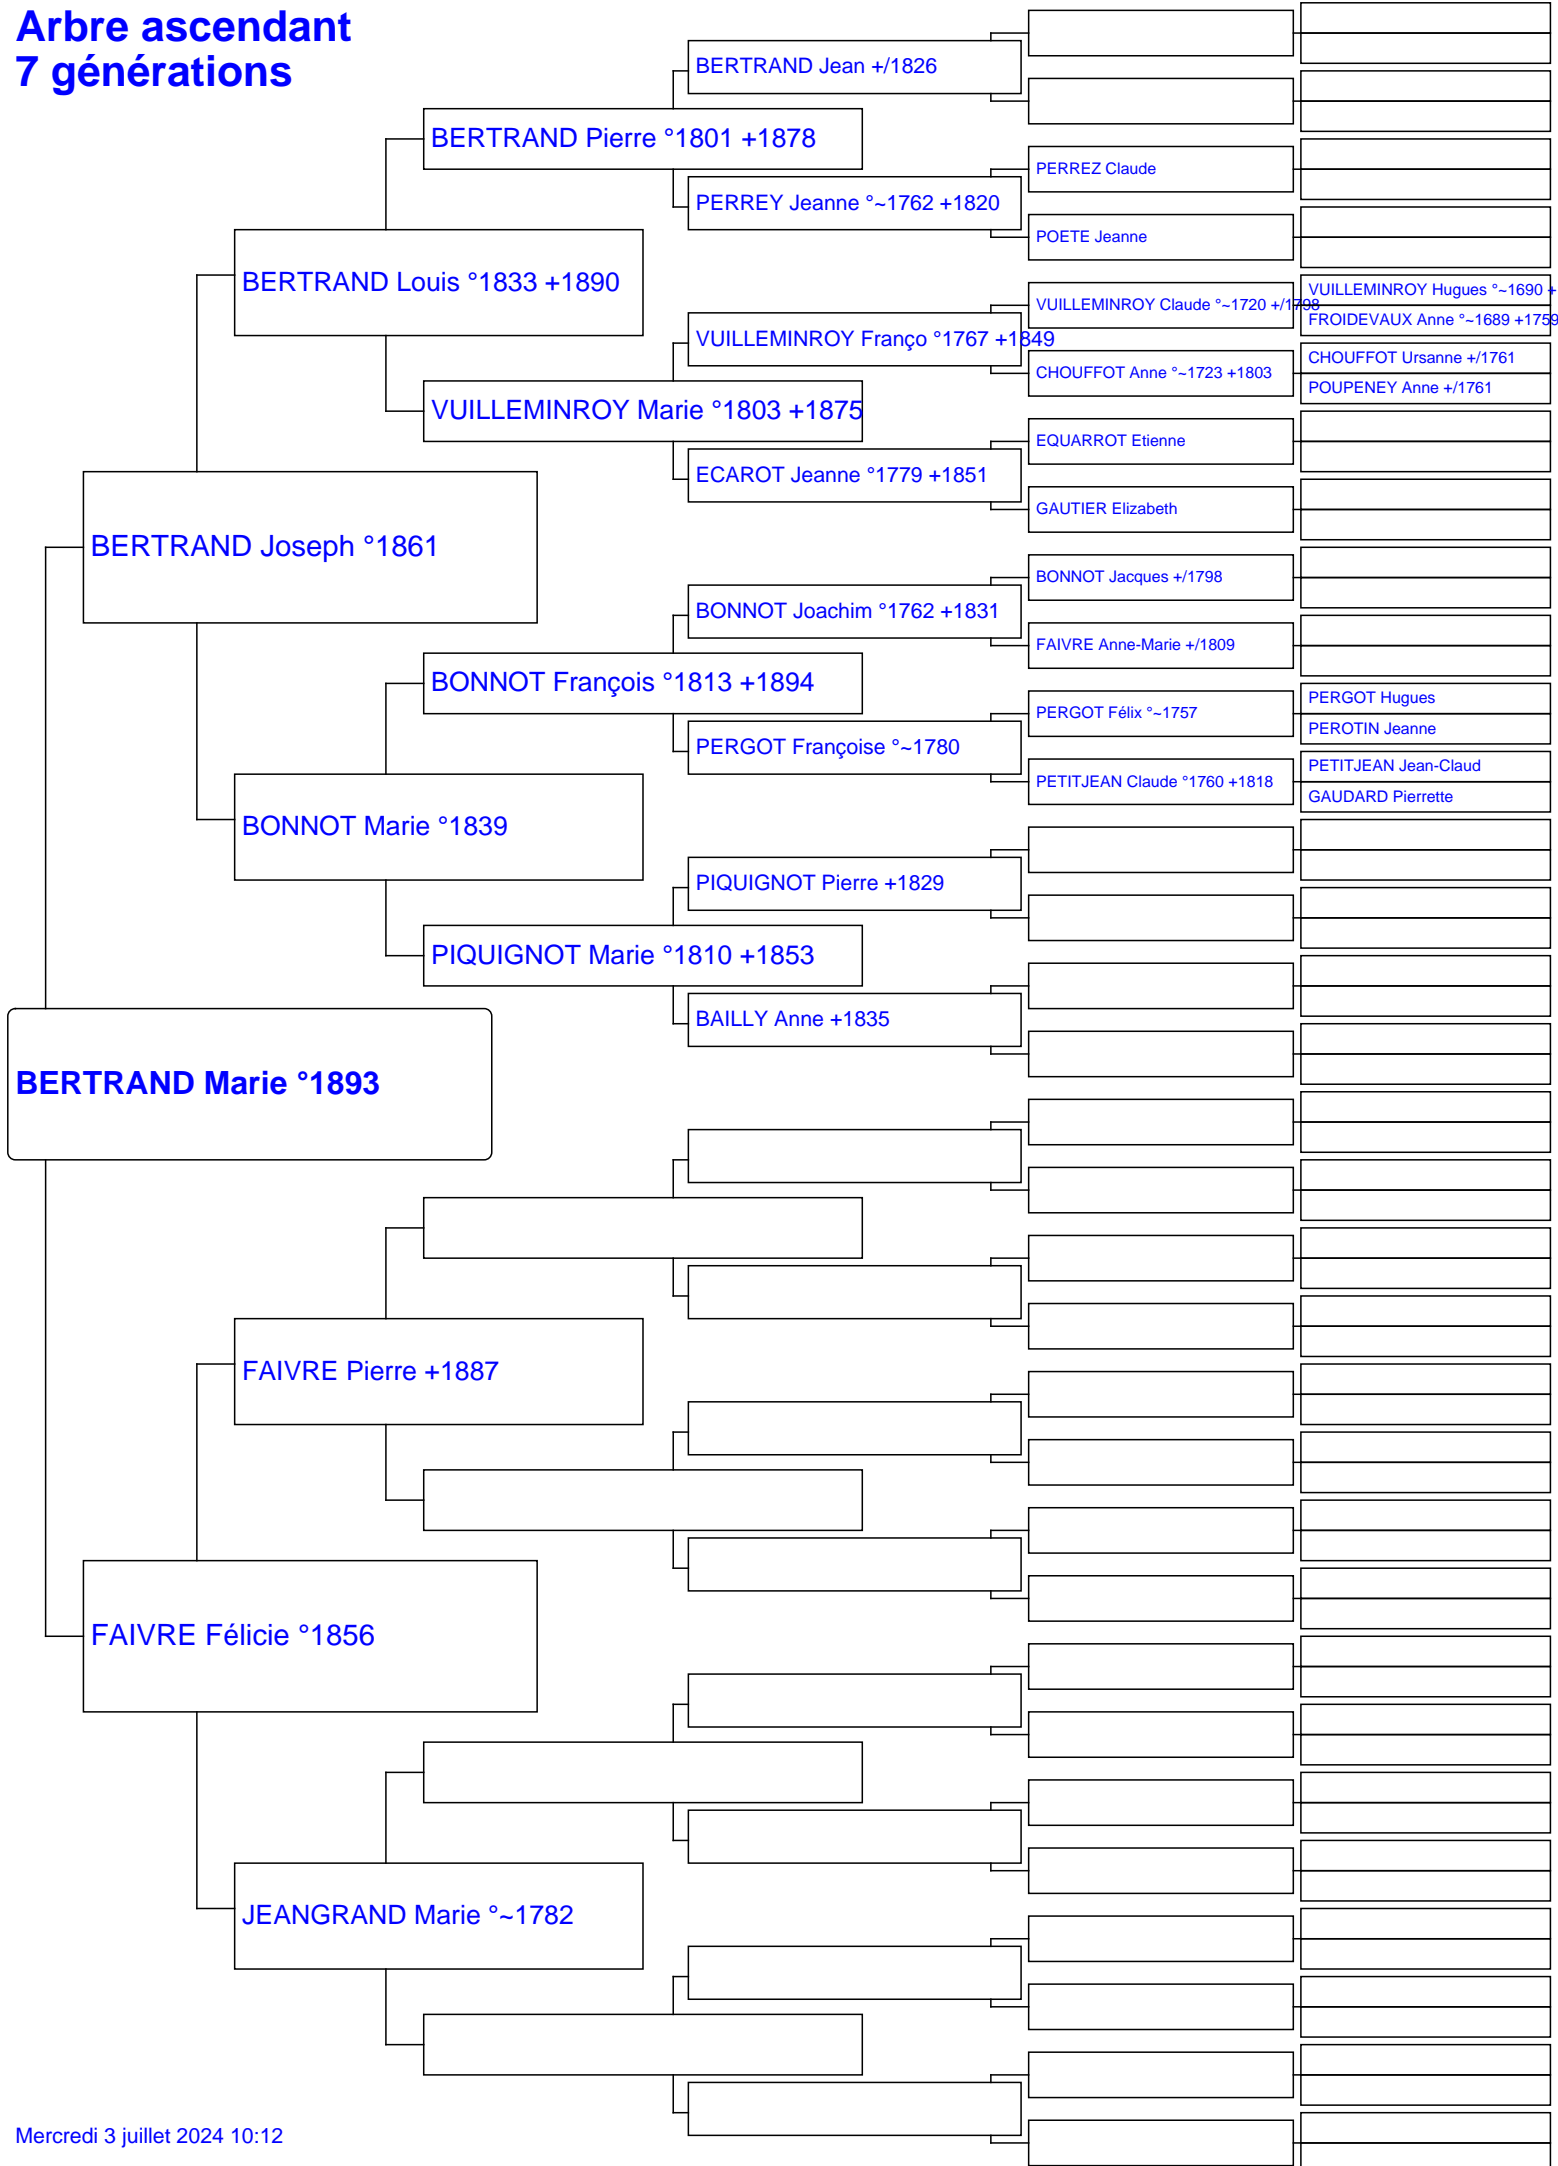 Arbre ascendant
7 générations
BERTRAND Jean +/1826
BERTRAND Pierre °1801 +1878
PERREZ Claude
PERREY Jeanne °~1762 +1820
POETE Jeanne
BERTRAND Louis °1833 +1890
VUILLEMINROY Hugues °~1690 +
VUILLEMINROY Claude °~1720 +/1798
FROIDEVAUX Anne °~1689 +1759
VUILLEMINROY Franço °1767 +1849
CHOUFFOT Ursanne +/1761
CHOUFFOT Anne °~1723 +1803
POUPENEY Anne +/1761
VUILLEMINROY Marie °1803 +1875
EQUARROT Etienne
ECAROT Jeanne °1779 +1851
GAUTIER Elizabeth
BERTRAND Joseph °1861
BONNOT Jacques +/1798
BONNOT Joachim °1762 +1831
FAIVRE Anne-Marie +/1809
BONNOT François °1813 +1894
PERGOT Hugues
PERGOT Félix °~1757
PEROTIN Jeanne
PERGOT Françoise °~1780
PETITJEAN Jean-Claud
PETITJEAN Claude °1760 +1818
GAUDARD Pierrette
BONNOT Marie °1839
PIQUIGNOT Pierre +1829
PIQUIGNOT Marie °1810 +1853
BAILLY Anne +1835
BERTRAND Marie °1893
FAIVRE Pierre +1887
FAIVRE Félicie °1856
JEANGRAND Marie °~1782
Mercredi 3 juillet 2024 10:12